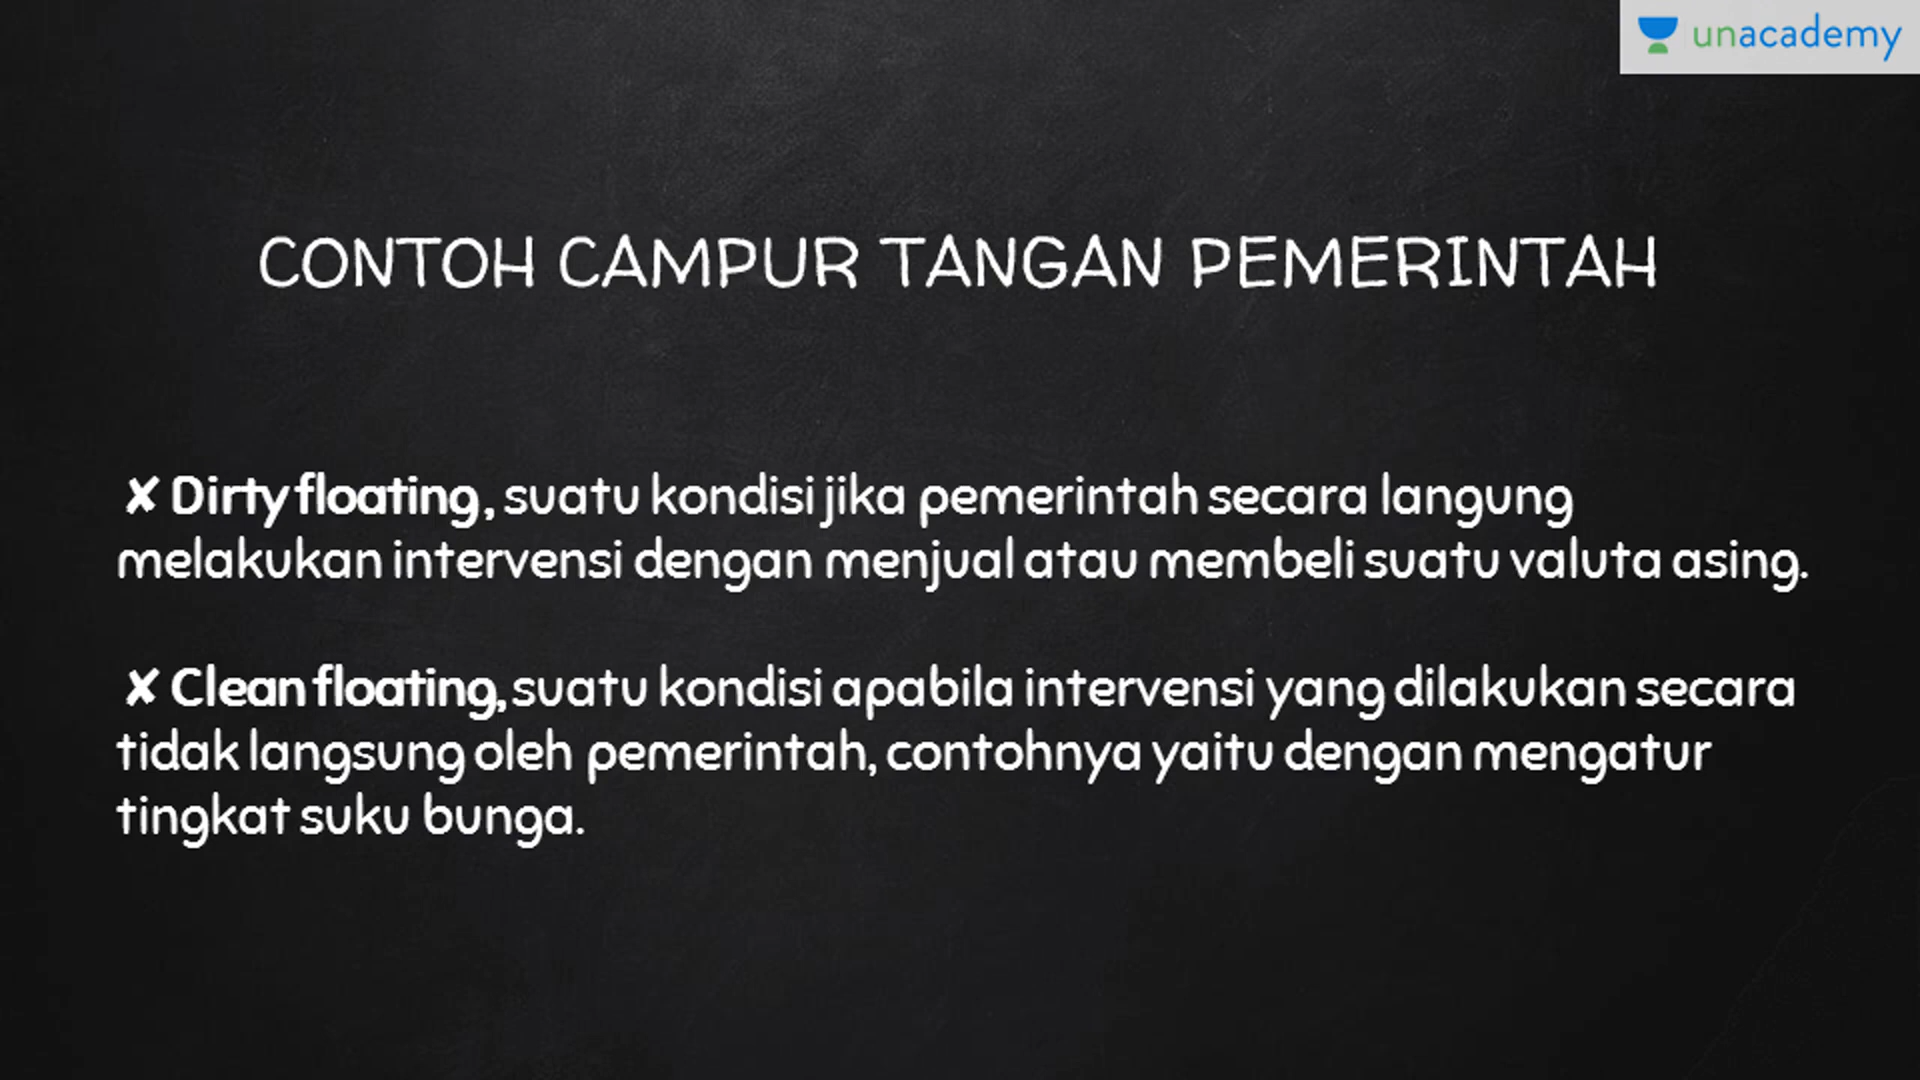 unacademy
CONTOH CAMPUR TANGAN PEMERINTAH
✘ Dirty floating, suatu kondisi jika pemerintah secara langung
melakukan intervensi dengan menjual atau membeli suatu valuta asing.
✘ Clean floating, suatu kondisi apabila intervensi yang dilakukan secara
tidak langsung oleh pemerintah, contohnya yaitu dengan mengatur
tingkat suku bunga.